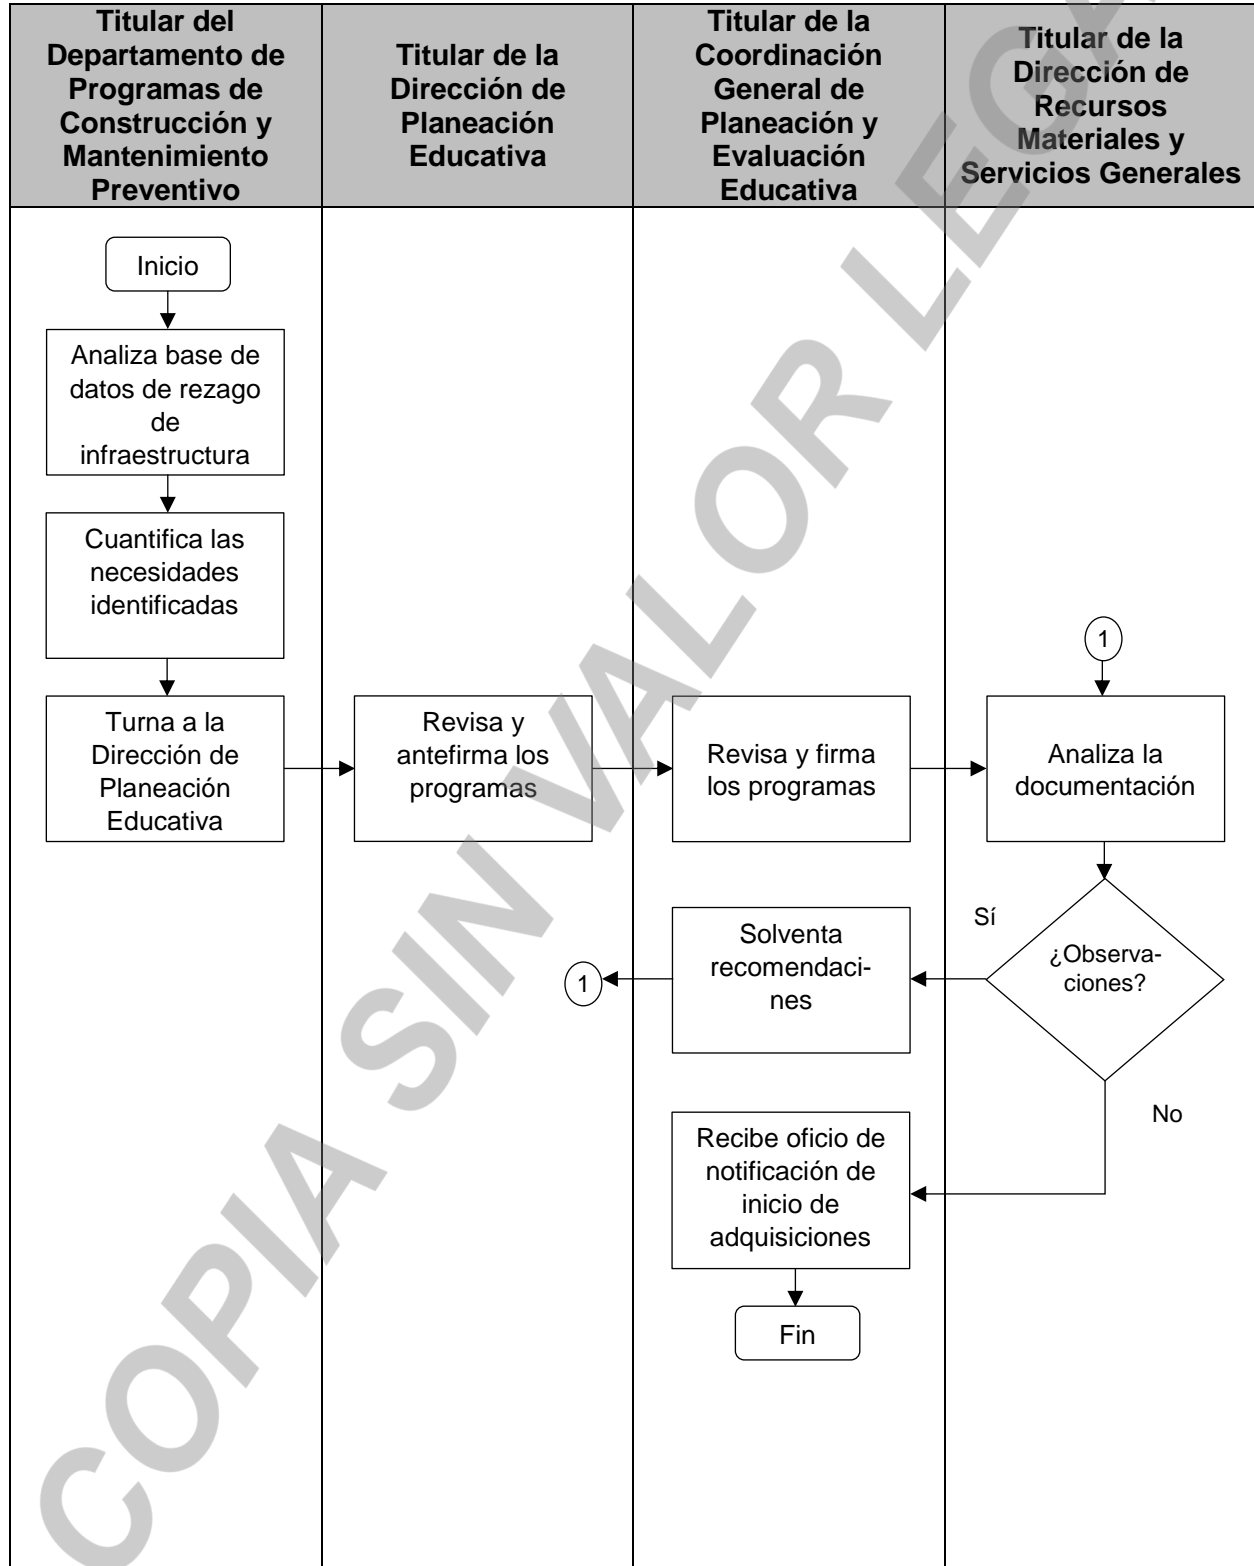 Titular del
Departamento de
Programas de
Construcción y
Mantenimiento
Preventivo
Titular de la
Dirección de
Planeación
Educativa
Titular de la
Coordinación
General de
Planeación y
Evaluación
Educativa
Titular de la
Dirección de
Recursos
Materiales y
Servicios Generales
Inicio
Analiza base de
datos de rezago
de
infraestructura
Cuantifica las
necesidades
identificadas
Turna a la
Dirección de
Planeación
Educativa
Revisa y
antefirma los
programas
Revisa y firma
los programas
1
Analiza la
documentación
¿Observa-
ciones?
Sí
No
Solventa
recomendaci-
nes
1
Recibe oficio de
notificación de
inicio de
adquisiciones
Fin
COPIA SIN VALOR LEGA